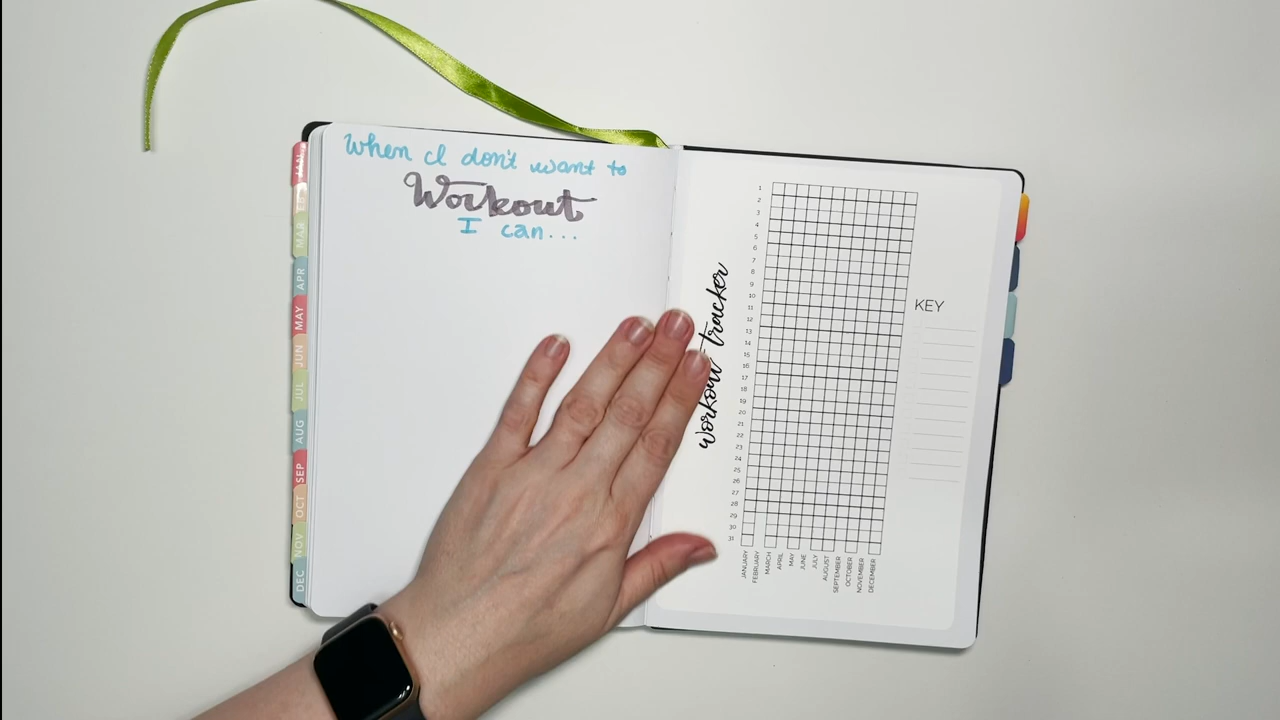 When I don't want to
Workout
I can...
JAN
FEB
MAR
APR
MAY
JUN
JUL
AUG
SEP
OCT
NOV
DEC
workout tracker
1
2
3
4
5
6
7
8
9
10
11
12
13
14
15
16
17
18
19
20
21
22
23
24
25
26
27
28
29
30
31
JANUARY
FEBRUARY
MARCH
APRIL
MAY
JUNE
JULY
AUGUST
SEPTEMBER
OCTOBER
NOVEMBER
DECEMBER
KEY